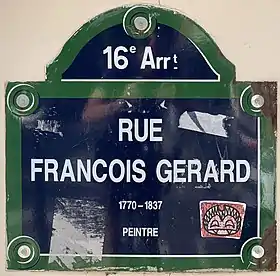 16e Arrt
RUE
FRANCOIS GERARD
1770-1837
PEINTRE